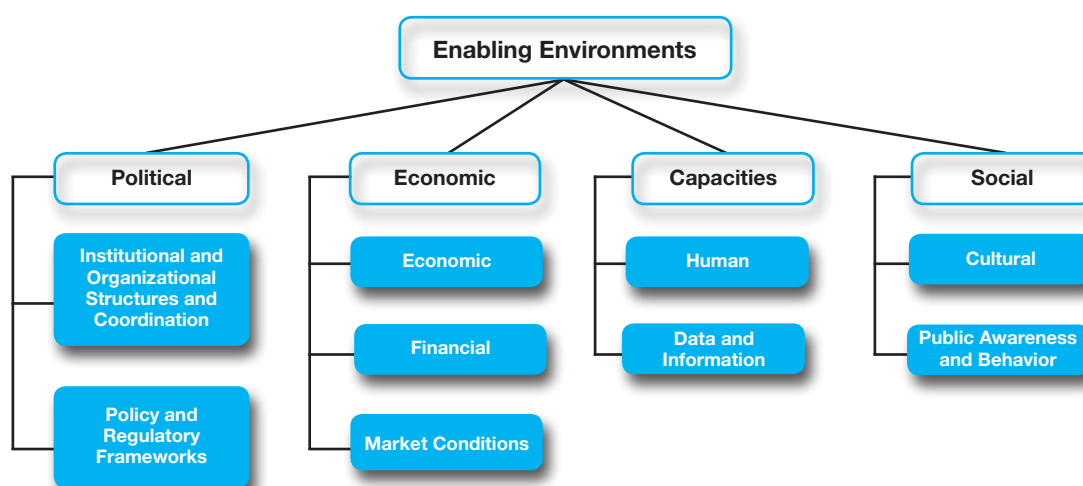 Enabling Environments
Political
Institutional and
Organizational
Structures and
Coordination
Policy and
Regulatory
Frameworks
Economic
Economic
Financial
Market Conditions
Capacities
Human
Data and
Information
Social
Cultural
Public Awareness
and Behavior